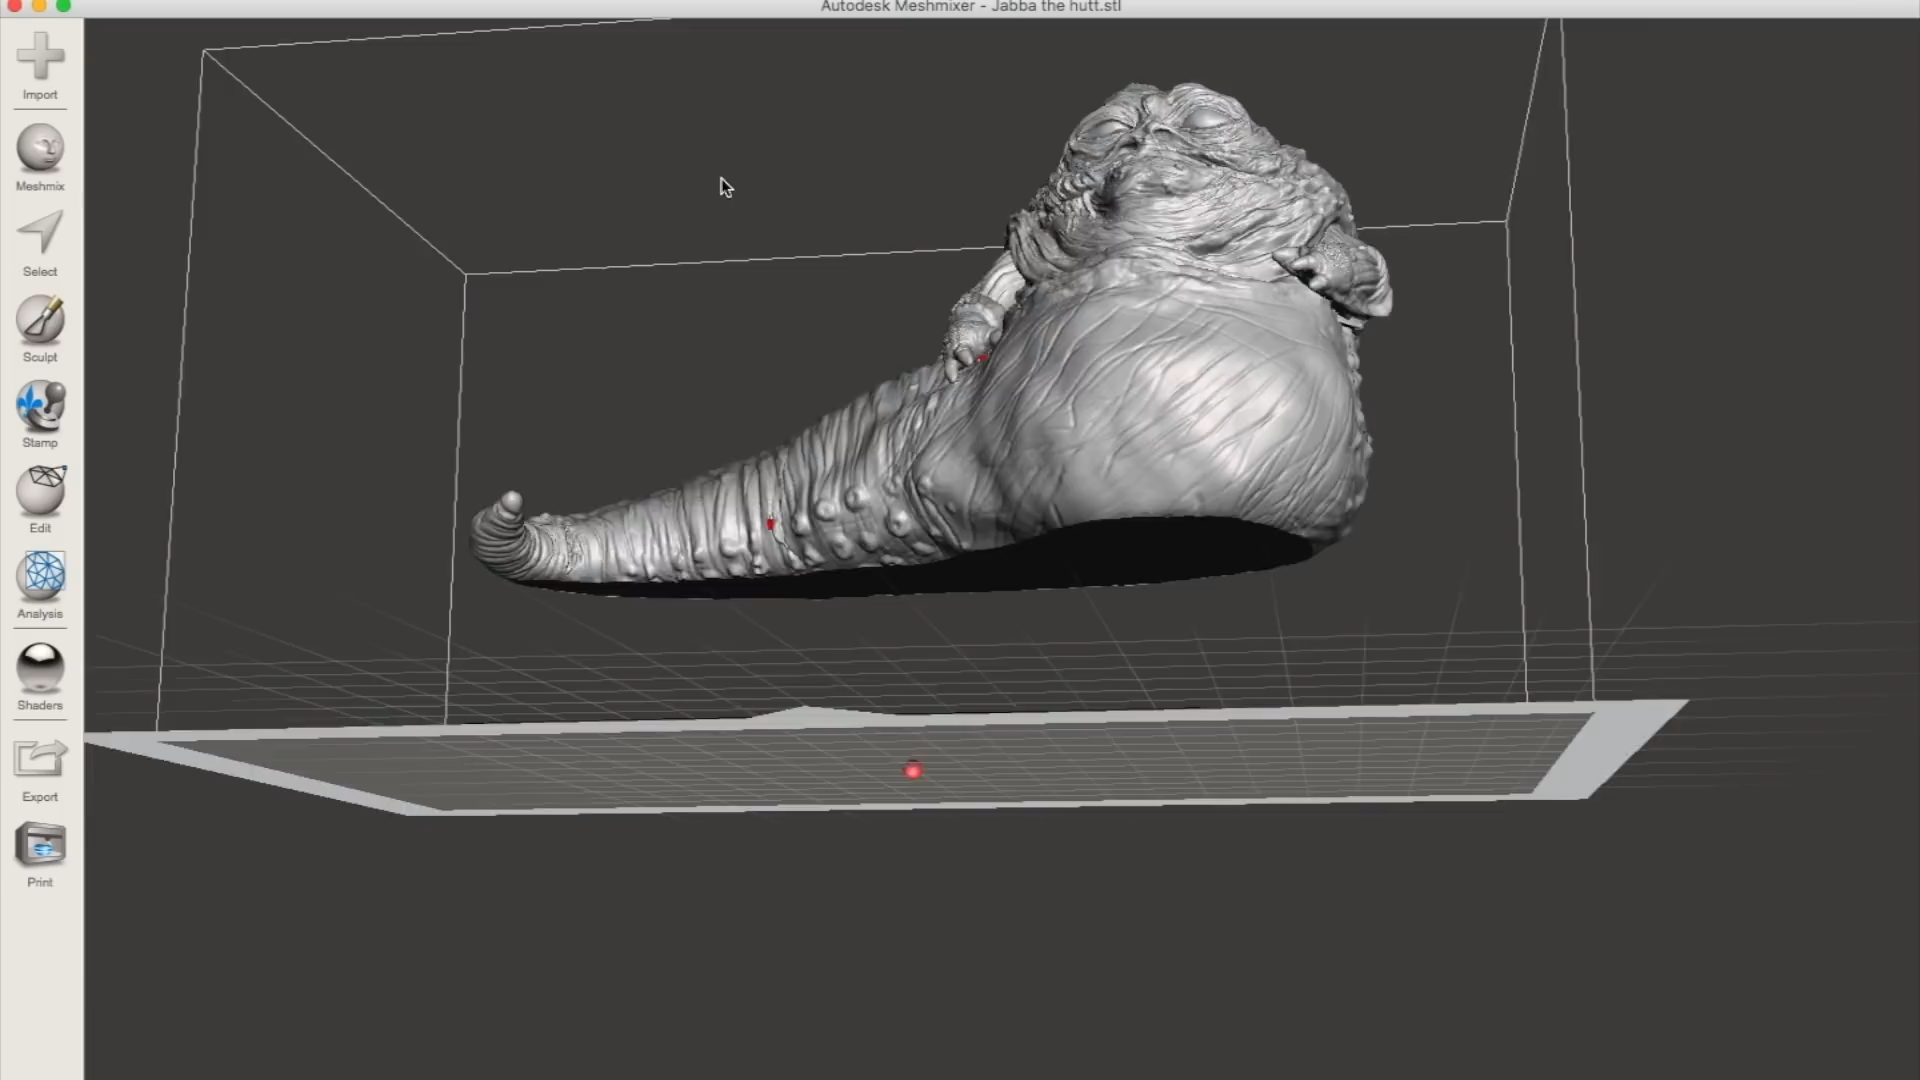 Autodesk Meshmixer - Jabba the hutt.stl
Import
Meshmix
Select
Sculpt
Stamp
Edit
Analysis
Shaders
Export
Print